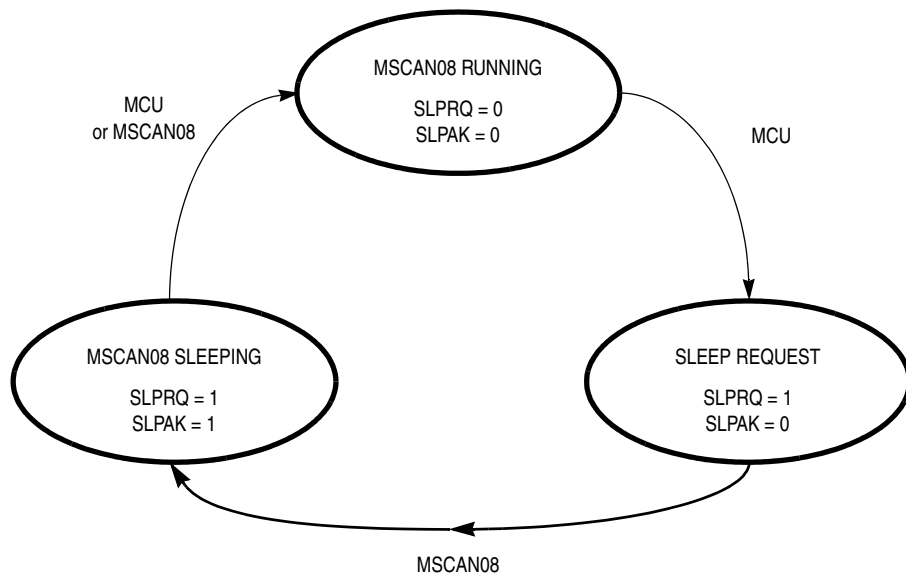 MSCAN08 RUNNING
SLPRQ = 0
SLPAK = 0
MCU
or MSCAN08
MCU
MSCAN08 SLEEPING
SLPRQ = 1
SLPAK = 1
SLEEP REQUEST
SLPRQ = 1
SLPAK = 0
MSCAN08